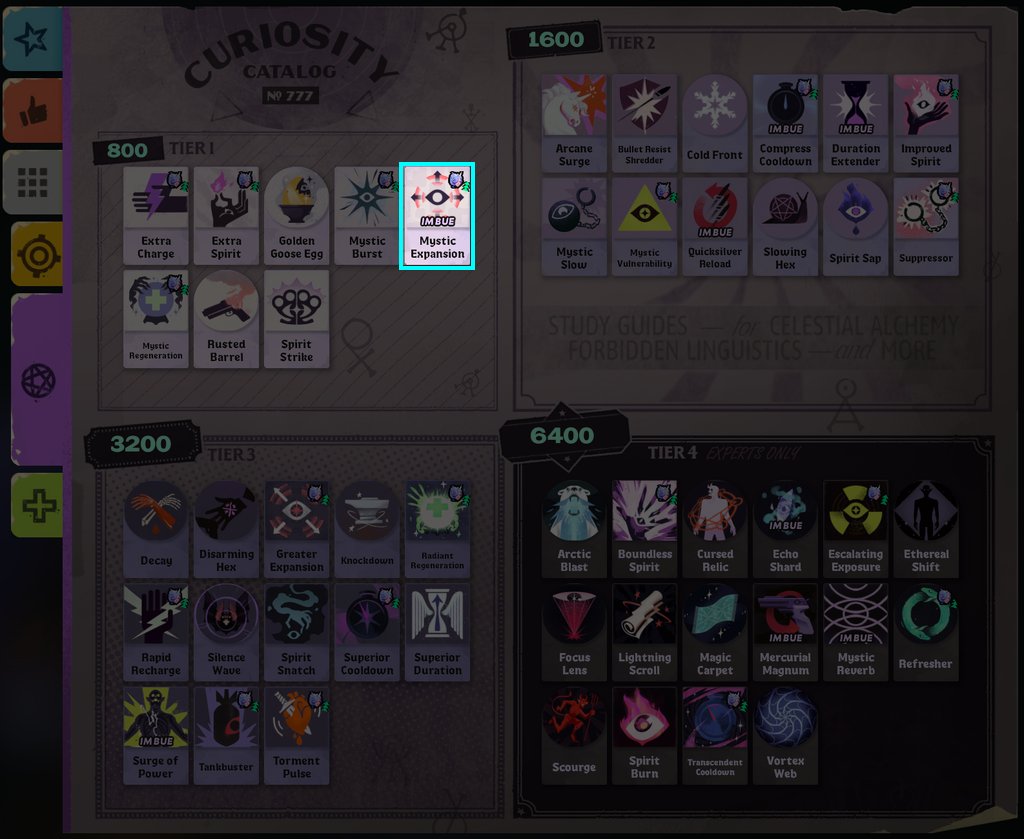 CURIOSITY
CATALOG
Nº 777
800 TIER 1
Extra
Charge
Extra
Spirit
Golden
Goose Egg
Mystic
Burst
IMBUE
Mystic
Expansion
Mystic
Regeneration
Rusted
Barrel
Spirit
Strike
1600 TIER 2
Arcane
Surge
Bullet Resist
Shredder
Cold Front
IMBUE
Compress
Cooldown
IMBUE
Duration
Extender
Improved
Spirit
Mystic
Slow
Mystic
Vulnerability
IMBUE
Quicksilver
Reload
Slowing
Hex
Spirit Sap
Suppressor
STUDY GUIDES — for CELESTIAL ALCHEMY
FORBIDDEN LINGUISTICS — and MORE
3200 TIER 3
Decay
Disarming
Hex
Greater
Expansion
Knockdown
Radiant
Regeneration
Rapid
Recharge
Silence
Wave
Spirit
Snatch
Superior
Cooldown
Superior
Duration
IMBUE
Surge of
Power
Tankbuster
Torment
Pulse
6400 TIER 4 EXPERTS ONLY
Arctic
Blast
Boundless
Spirit
Cursed
Relic
IMBUE
Echo
Shard
Escalating
Exposure
Ethereal
Shift
Focus
Lens
Lightning
Scroll
Magic
Carpet
IMBUE
Mercurial
Magnum
IMBUE
Mystic
Reverb
Refresher
Scourge
Spirit
Burn
Transcendent
Cooldown
Vortex
Web